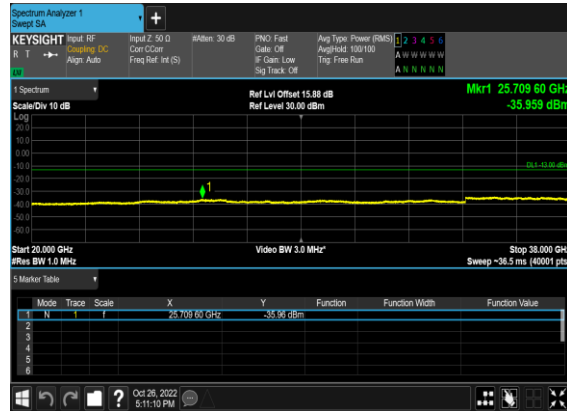 Spectrum Analyzer 1
Swept SA
+
KEYSIGHT Input: RF Input Z: 50 Ω #Atten: 30 dB PNO: Fast Avg Type: Power (RMS) 1 2 3 4 5 6
R T Coupling: DC Corr CCorr Gate: Off Avg|Hold: 100/100 A W W W W W
Align: Auto Freq Ref: Int (S) IF Gain: Low Trig: Free Run
Sig Track: Off A N N N N N
1 Spectrum Ref Lvl Offset 15.88 dB Mkr1 25.709 60 GHz
Scale/Div 10 dB Ref Level 30.00 dBm -35.959 dBm
Log
20.0
10.0
0.00
-10.0 DL1 -13.00 dBm
-20.0
-30.0 1
-40.0
-50.0
-60.0
Start 20.000 GHz Video BW 3.0 MHz* Stop 38.000 GHz
#Res BW 1.0 MHz Sweep ~36.5 ms (40001 pts
5 Marker Table
Mode Trace Scale X Y Function Function Width Function Value
1 N 1 f 25.709 60 GHz -35.96 dBm
2
3
4
5
6
? Oct 26, 2022
5:11:10 PM